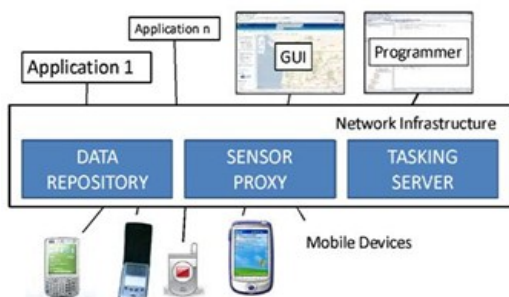 Application n
Application 1
GUI
Programmer
Network Infrastructure
DATA
REPOSITORY
SENSOR
PROXY
TASKING
SERVER
Mobile Devices